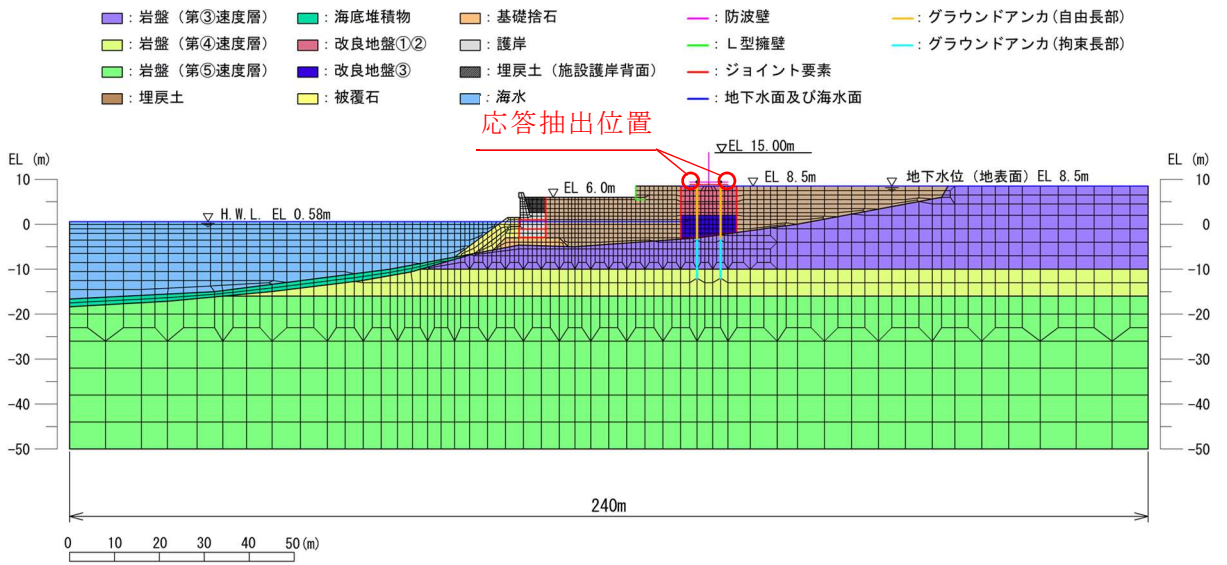 ：岩盤（第③速度層）
：海底堆積物
：基礎捨石
：防波壁
：グラウンドアンカ(自由長部)
：岩盤（第④速度層）
：改良地盤①②
：護岸
：Ｌ型擁壁
：グラウンドアンカ(拘束長部)
：岩盤（第⑤速度層）
：改良地盤③
：埋戻土（施設護岸背面）
：ジョイント要素
：埋戻土
：被覆石
：海水
：地下水面及び海水面
応答抽出位置
EL 15.00m
EL (m)
EL (m)
10
H.W.L. EL 0.58m
EL 6.0m
EL 8.5m
地下水位（地表面）EL 8.5m
10
0
0
-10
-10
-20
-20
-30
-30
-40
-40
-50
-50
240m
0 10 20 30 40 50(m)